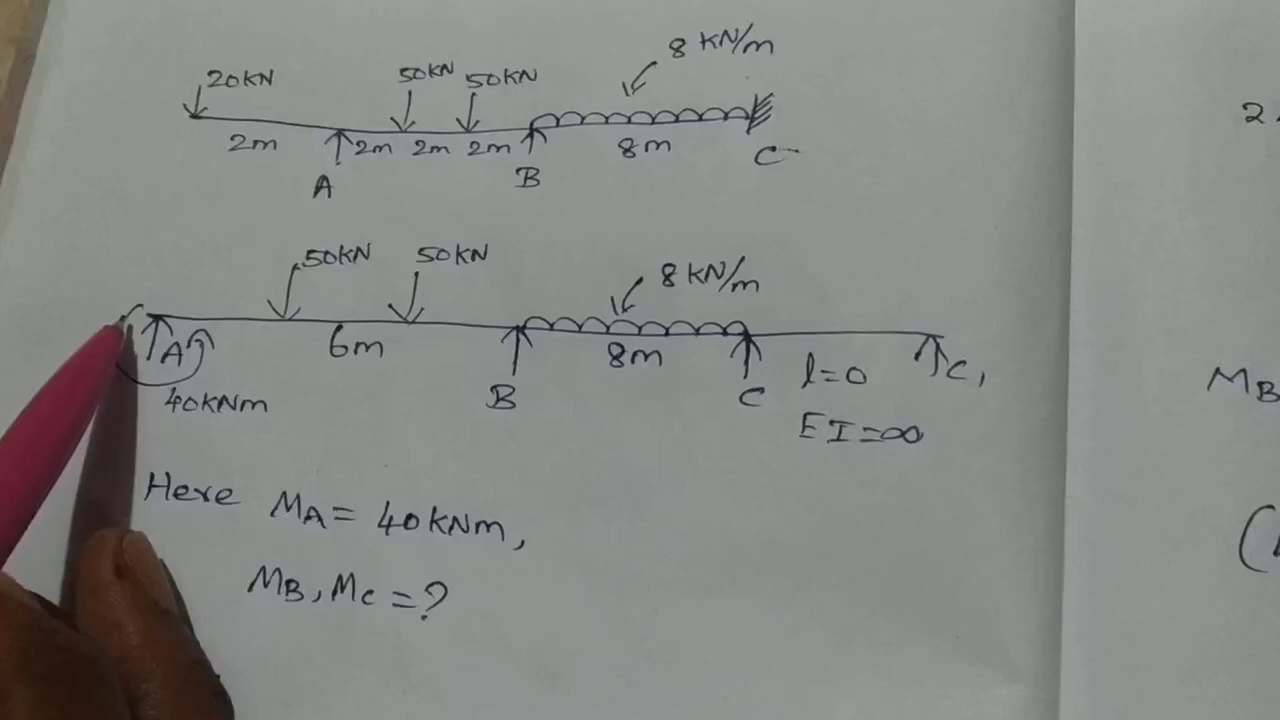 20KN 50KN 50KN 8 KN/m
2m 2m 2m 2m 8m
A B C
50KN 50KN 8 KN/m
A 6m 8m l=0 C1
40KNm B C EI=∞
Here MA = 40KNm,
MB, MC = ?
2
MB
(